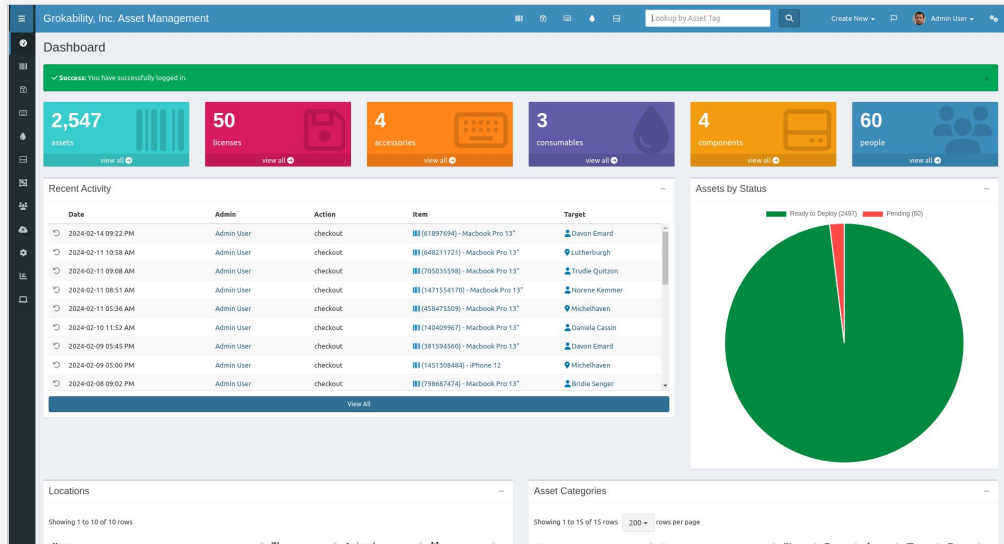 Grokability, Inc. Asset Management
Lookup by Asset Tag
Create New
Admin User
Dashboard
Success: You have successfully logged in.
2,547
assets
view all
50
licenses
view all
4
accessories
view all
3
consumables
view all
4
components
view all
60
people
view all
Recent Activity
Date Admin Action Item Target
2024-02-14 09:22 PM Admin User checkout (61897694) - Macbook Pro 13" Davon Emard
2024-02-11 10:58 AM Admin User checkout (648211721) - Macbook Pro 13" Lutherburgh
2024-02-11 09:08 AM Admin User checkout (705035598) - Macbook Pro 13" Trudie Quitzon
2024-02-11 08:51 AM Admin User checkout (1471554170) - Macbook Pro 13" Norene Kemmer
2024-02-11 05:36 AM Admin User checkout (458475509) - Macbook Pro 13" Michelhaven
2024-02-10 11:52 AM Admin User checkout (140409967) - Macbook Pro 13" Daniela Cassin
2024-02-09 05:45 PM Admin User checkout (381594560) - Macbook Pro 13" Davon Emard
2024-02-09 05:00 PM Admin User checkout (1451308484) - iPhone 12 Michelhaven
2024-02-08 09:02 PM Admin User checkout (798687474) - Macbook Pro 13" Bridie Senger
View All
Assets by Status
Ready to Deploy (2497) Pending (50)
Locations
Showing 1 to 10 of 10 rows
Asset Categories
Showing 1 to 15 of 15 rows 200 rows per page